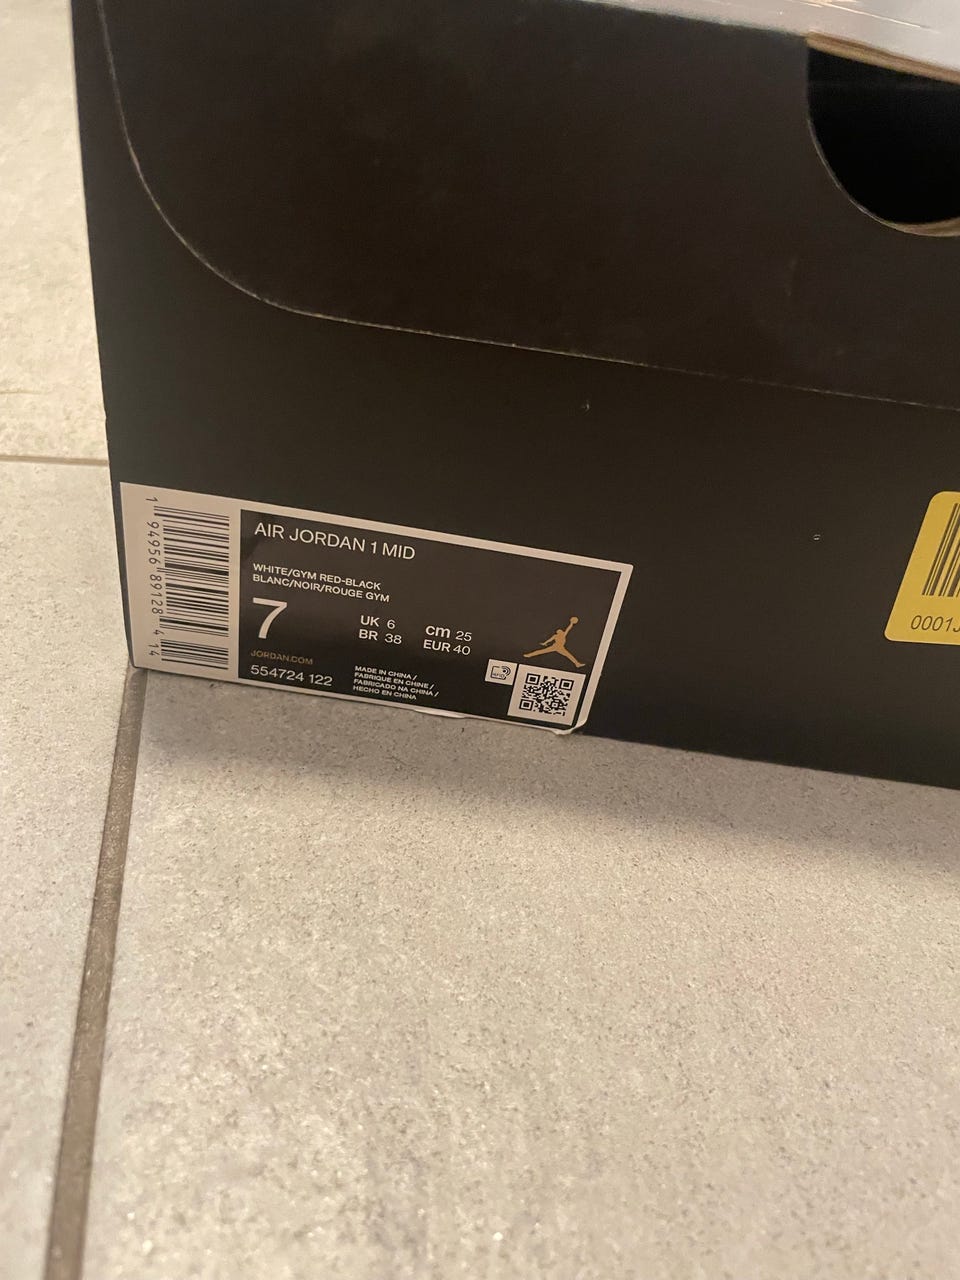 AIR JORDAN 1 MID
WHITE/GYM RED-BLACK
BLANC/NOIR/ROUGE GYM
7
UK 6
BR 38
cm 25
EUR 40
JORDAN.COM
554724 122
MADE IN CHINA /
FABRIQUE EN CHINE /
FABRICADO NA CHINA /
HECHO EN CHINA
RFID
1 94956 89128 4 14
0001J